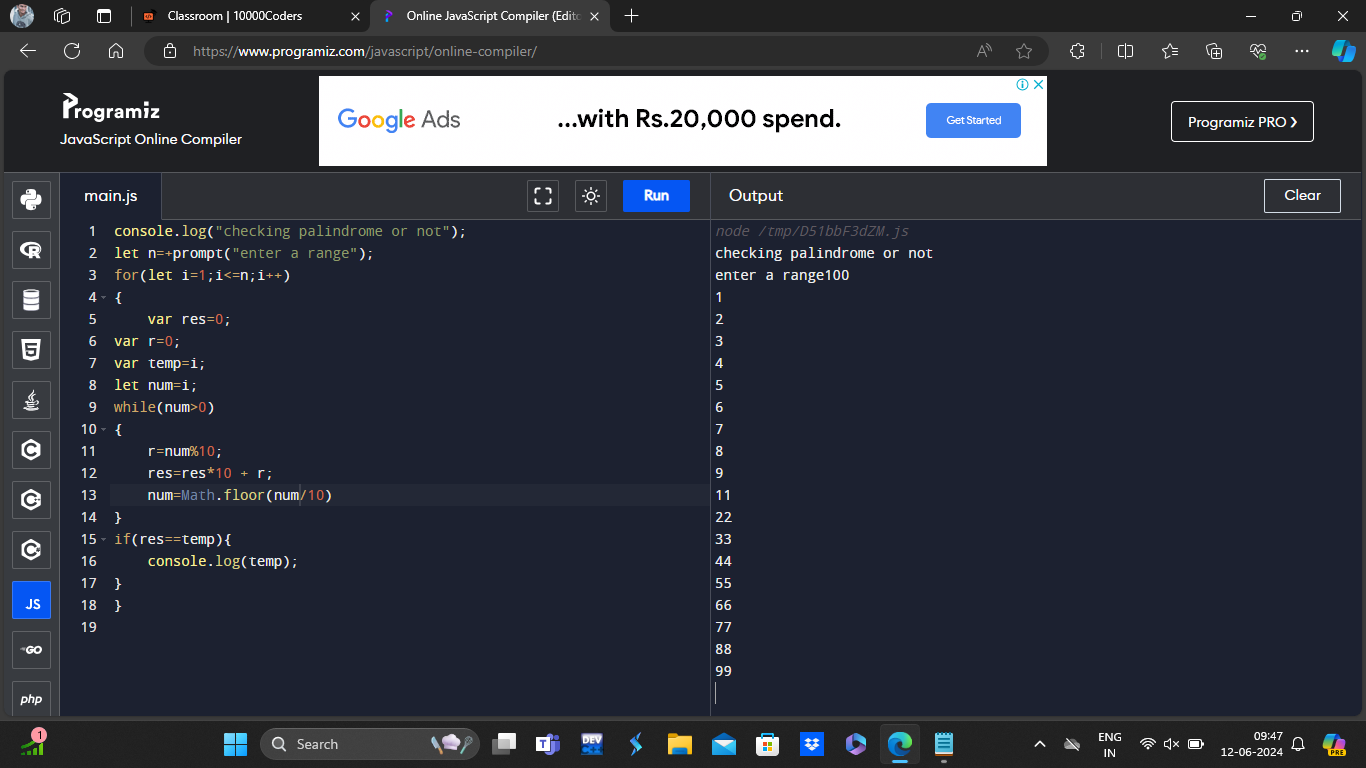 Classroom | 10000Coders
Online JavaScript Compiler (Edito
https://www.programiz.com/javascript/online-compiler/
Programiz
JavaScript Online Compiler
Google Ads
...with Rs.20,000 spend.
Get Started
Programiz PRO ›
main.js
Run
Output
Clear
1 console.log("checking palindrome or not");
2 let n=+prompt("enter a range");
3 for(let i=1;i<=n;i++)
4 {
5     var res=0;
6 var r=0;
7 var temp=i;
8 let num=i;
9 while(num>0)
10 {
11     r=num%10;
12     res=res*10 + r;
13     num=Math.floor(num/10)
14 }
15 if(res==temp){
16     console.log(temp);
17 }
18 }
19
node /tmp/D51bbF3dZM.js
checking palindrome or not
enter a range100
1
2
3
4
5
6
7
8
9
11
22
33
44
55
66
77
88
99
JS
GO
php
1
Search
DEV
ENG
IN
09:47
12-06-2024
PRE